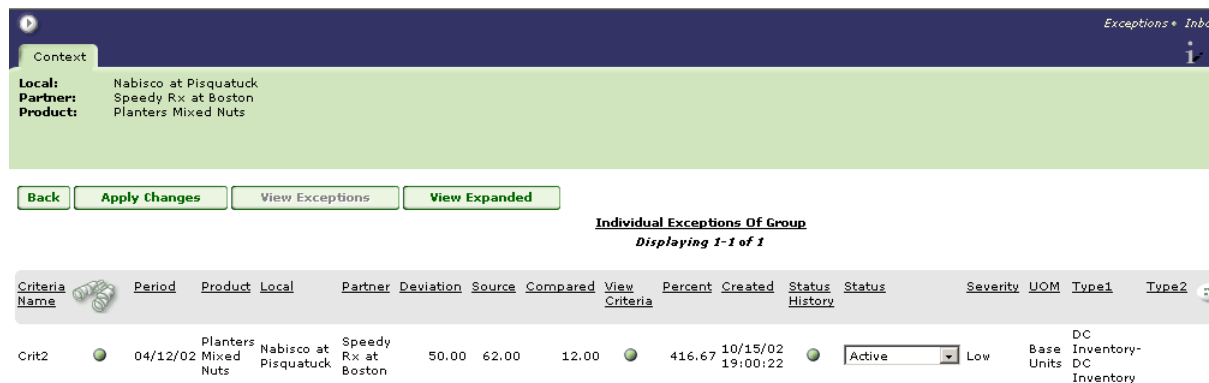 Exceptions • Inbo
Context
Local: Nabisco at Pisquatuck
Partner: Speedy Rx at Boston
Product: Planters Mixed Nuts
Back Apply Changes View Exceptions View Expanded
Individual Exceptions Of Group
Displaying 1-1 of 1
Criteria Name Period Product Local Partner Deviation Source Compared View Criteria Percent Created Status History Status Severity UOM Type1 Type2
Crit2 04/12/02 Planters Mixed Nuts Nabisco at Pisquatuck Speedy Rx at Boston 50.00 62.00 12.00 416.67 10/15/02 19:00:22 Active Low Base Units DC Inventory-DC Inventory